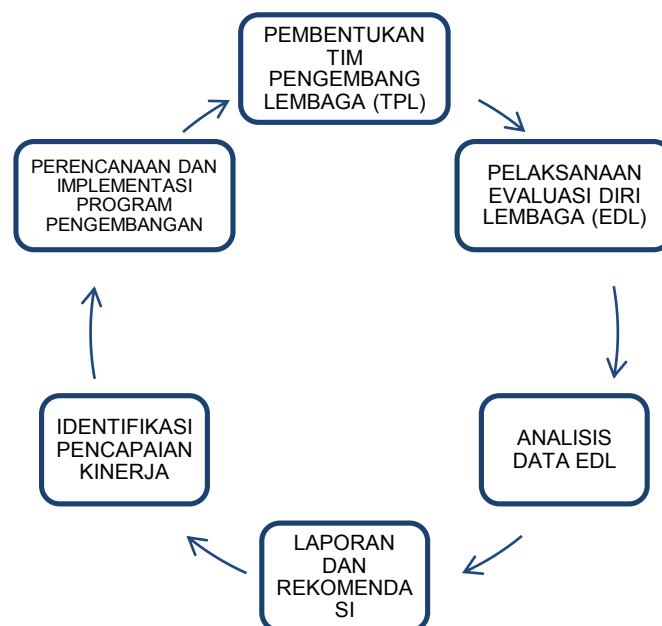 PEMBENTUKAN
TIM
PENGEMBANG
LEMBAGA (TPL)
PELAKSANAAN
EVALUASI DIRI
LEMBAGA (EDL)
ANALISIS
DATA EDL
LAPORAN
DAN
REKOMENDA
SI
IDENTIFIKASI
PENCAPAIAN
KINERJA
PERENCANAAN DAN
IMPLEMENTASI
PROGRAM
PENGEMBANGAN